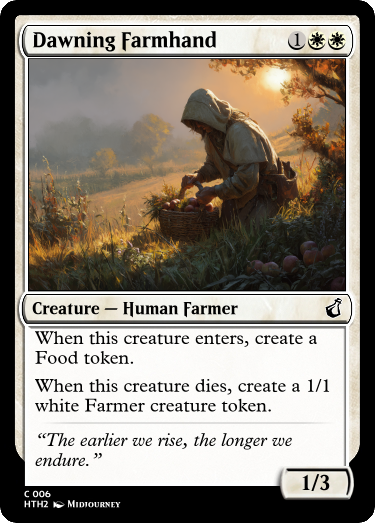 Dawning Farmhand 1
Creature — Human Farmer
When this creature enters, create a
Food token.
When this creature dies, create a 1/1
white Farmer creature token.
“The earlier we rise, the longer we
endure.”
1/3
C 006
HTH2 Midjourney